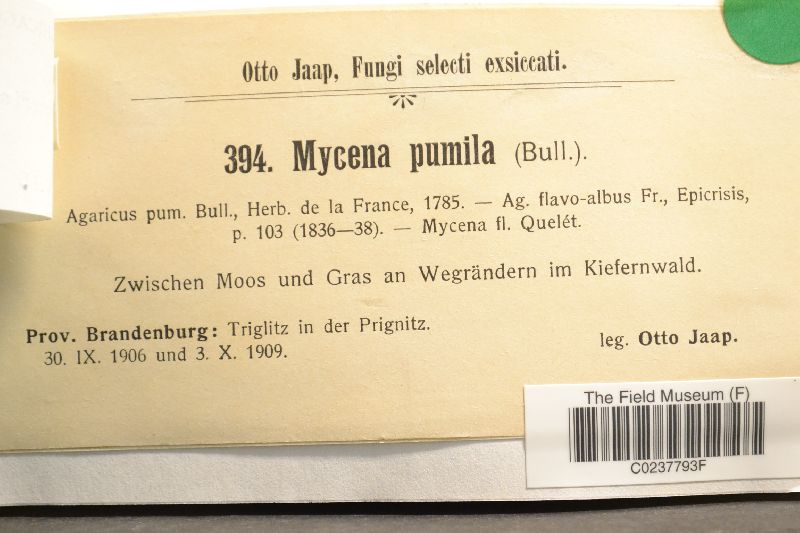 Otto Jaap, Fungi selecti exsiccati.
394. Mycena pumila (Bull.).
Agaricus pum. Bull., Herb. de la France, 1785. — Ag. flavo-albus Fr., Epicrisis,
p. 103 (1836—38). — Mycena fl. Quelét.
Zwischen Moos und Gras an Wegrändern im Kiefernwald.
Prov. Brandenburg: Triglitz in der Prignitz.
30. IX. 1906 und 3. X. 1909.
leg. Otto Jaap.
The Field Museum (F)
C0237793F